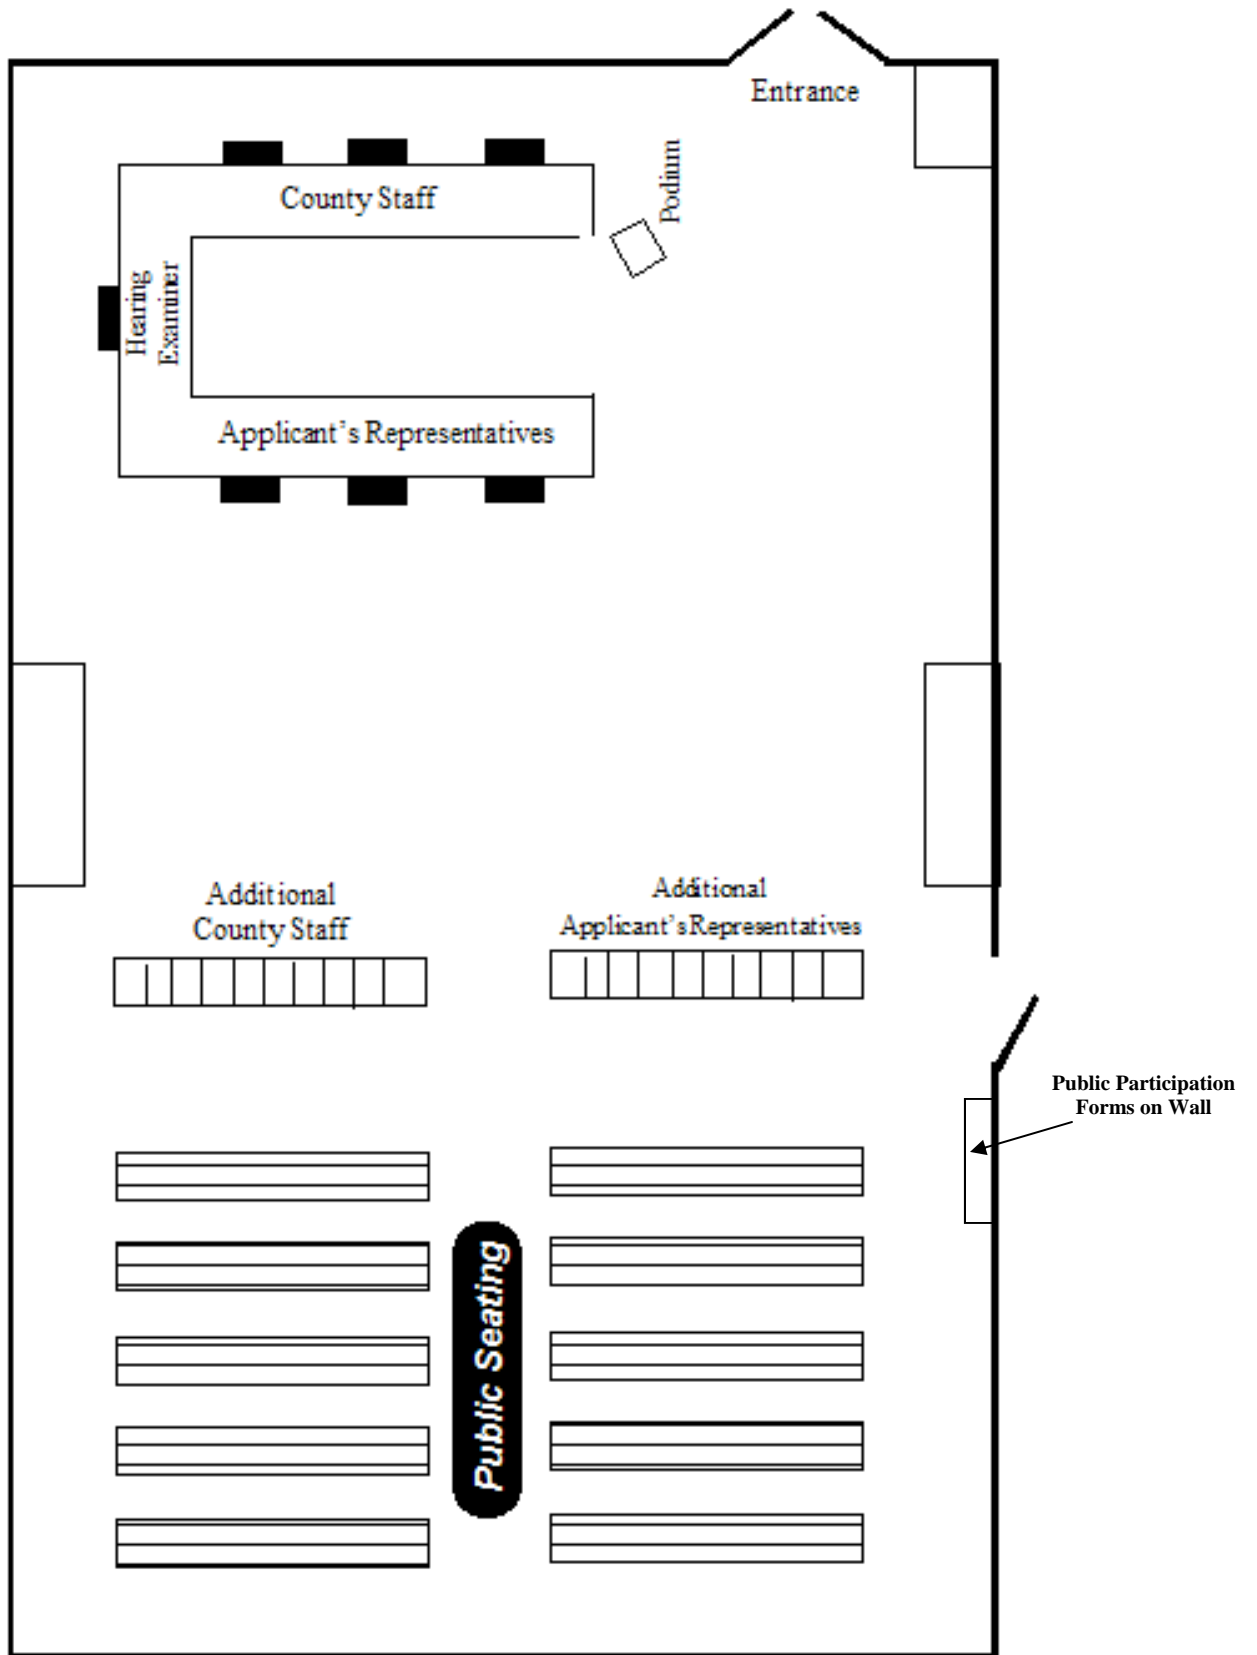 Entrance
County Staff
Podium
Hearing
Examiner
Applicant's Representatives
Additional
County Staff
Additional
Applicant's Representatives
Public Participation
Forms on Wall
Public Seating